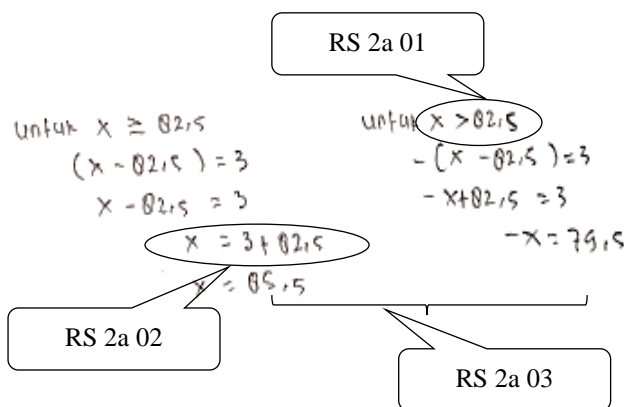 RS 2a 01
untuk x ≥ 82,5
(x - 82,5) = 3
x - 82,5 = 3
x = 3 + 82,5
x = 85,5
untuk x > 82,5
-(x - 82,5) = 3
-x + 82,5 = 3
-x = 79,5
RS 2a 02
RS 2a 03